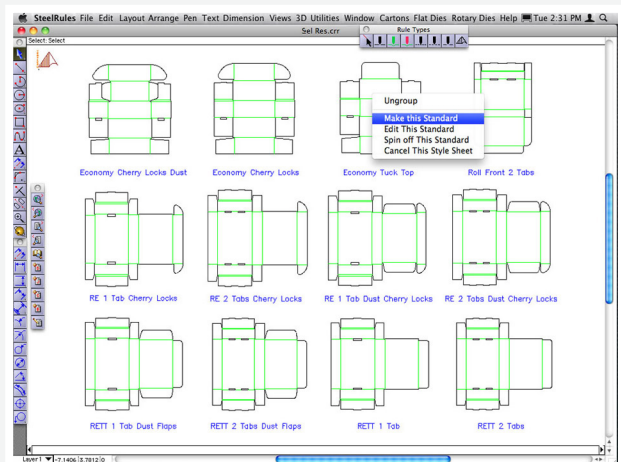 SteelRules File Edit Layout Arrange Pen Text Dimension Views 3D Utilities Window Cartons Flat Dies Rotary Dies Help Tue 2:31 PM
Sel Res.crr
Rule Types
Select: Select
Ungroup
Make this Standard
Edit This Standard
Spin off This Standard
Cancel This Style Sheet
Economy Cherry Locks Dust
Economy Cherry Locks
Economy Tuck Top
Roll Front 2 Tabs
RE 1 Tab Cherry Locks
RE 2 Tabs Cherry Locks
RE 1 Tab Dust Cherry Locks
RE 2 Tabs Dust Cherry Locks
RETT 1 Tab Dust Flaps
RETT 2 Tabs Dust Flaps
RETT 1 Tab
RETT 2 Tabs
A
Layer 1 -7.1406 3.7812 0